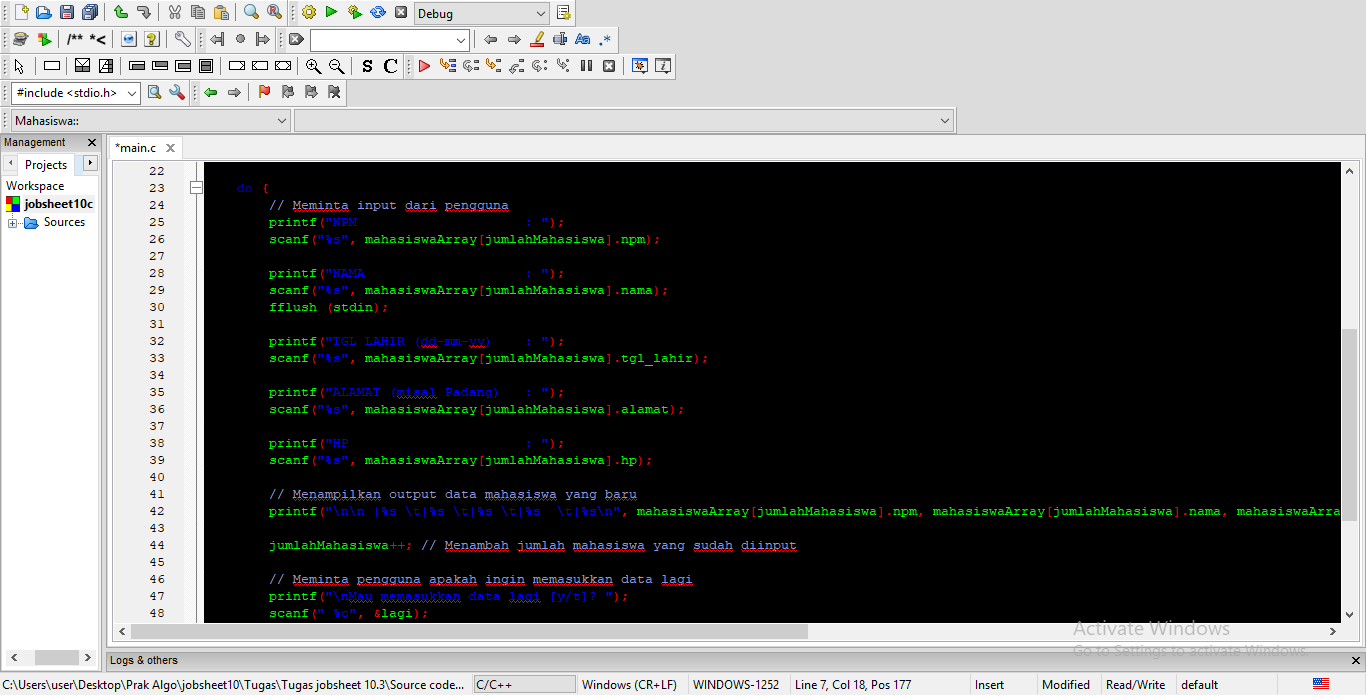 Debug
/** *<
S C
Aa .*
#include <stdio.h>
Mahasiswa::
Management
Projects
Workspace
jobsheet10c
Sources
*main.c
22
23 do {
24 // Meminta input dari pengguna
25 printf("NPM : ");
26 scanf("%s", mahasiswaArray[jumlahMahasiswa].npm);
27
28 printf("NAMA : ");
29 scanf("%s", mahasiswaArray[jumlahMahasiswa].nama);
30 fflush (stdin);
31
32 printf("TGL LAHIR (dd-mm-yy) : ");
33 scanf("%s", mahasiswaArray[jumlahMahasiswa].tgl_lahir);
34
35 printf("ALAMAT (misal Padang) : ");
36 scanf("%s", mahasiswaArray[jumlahMahasiswa].alamat);
37
38 printf("HP : ");
39 scanf("%s", mahasiswaArray[jumlahMahasiswa].hp);
40
41 // Menampilkan output data mahasiswa yang baru
42 printf("\n\n |%s \t|%s \t|%s \t|%s \t|%s\n", mahasiswaArray[jumlahMahasiswa].npm, mahasiswaArray[jumlahMahasiswa].nama, mahasiswaArra
43
44 jumlahMahasiswa++; // Menambah jumlah mahasiswa yang sudah diinput
45
46 // Meminta pengguna apakah ingin memasukkan data lagi
47 printf("\nMau memasukkan data lagi [y/t]? ");
48 scanf(" %c", &lagi);
Activate Windows
Go to Settings to activate Windows.
Logs & others
C:\Users\user\Desktop\Prak Algo\jobsheet10\Tugas\Tugas jobsheet 10.3\Source code... C/C++ Windows (CR+LF) WINDOWS-1252 Line 7, Col 18, Pos 177 Insert Modified Read/Write default